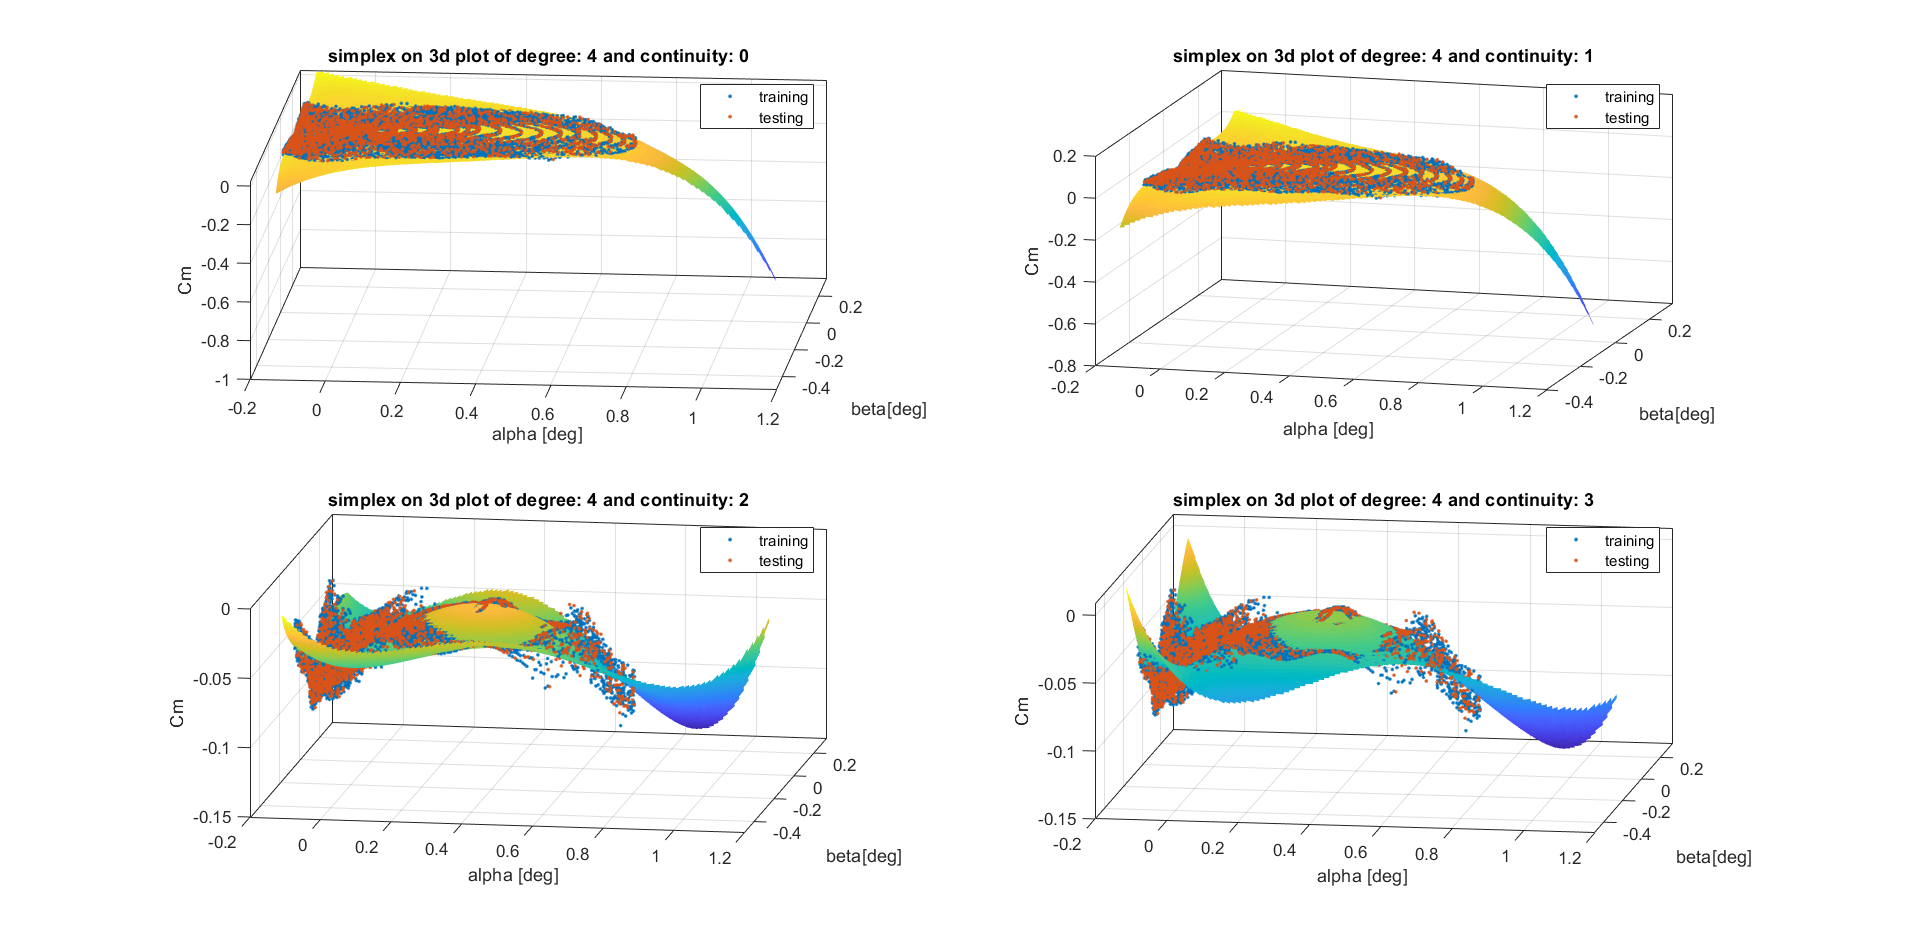 simplex on 3d plot of degree: 4 and continuity: 0
training
testing
0
-0.2
-0.4
-0.6
-0.8
-1
Cm
-0.2
0
0.2
0.4
0.6
0.8
1
1.2
alpha [deg]
0.2
0
-0.2
-0.4
beta[deg]
simplex on 3d plot of degree: 4 and continuity: 1
training
testing
0.2
0
-0.2
-0.4
-0.6
-0.8
Cm
-0.2
0
0.2
0.4
0.6
0.8
1
1.2
alpha [deg]
0.2
0
-0.2
-0.4
beta[deg]
simplex on 3d plot of degree: 4 and continuity: 2
training
testing
0
-0.05
-0.1
-0.15
Cm
-0.2
0
0.2
0.4
0.6
0.8
1
1.2
alpha [deg]
0.2
0
-0.2
-0.4
beta[deg]
simplex on 3d plot of degree: 4 and continuity: 3
training
testing
0
-0.05
-0.1
-0.15
Cm
-0.2
0
0.2
0.4
0.6
0.8
1
1.2
alpha [deg]
0.2
0
-0.2
-0.4
beta[deg]